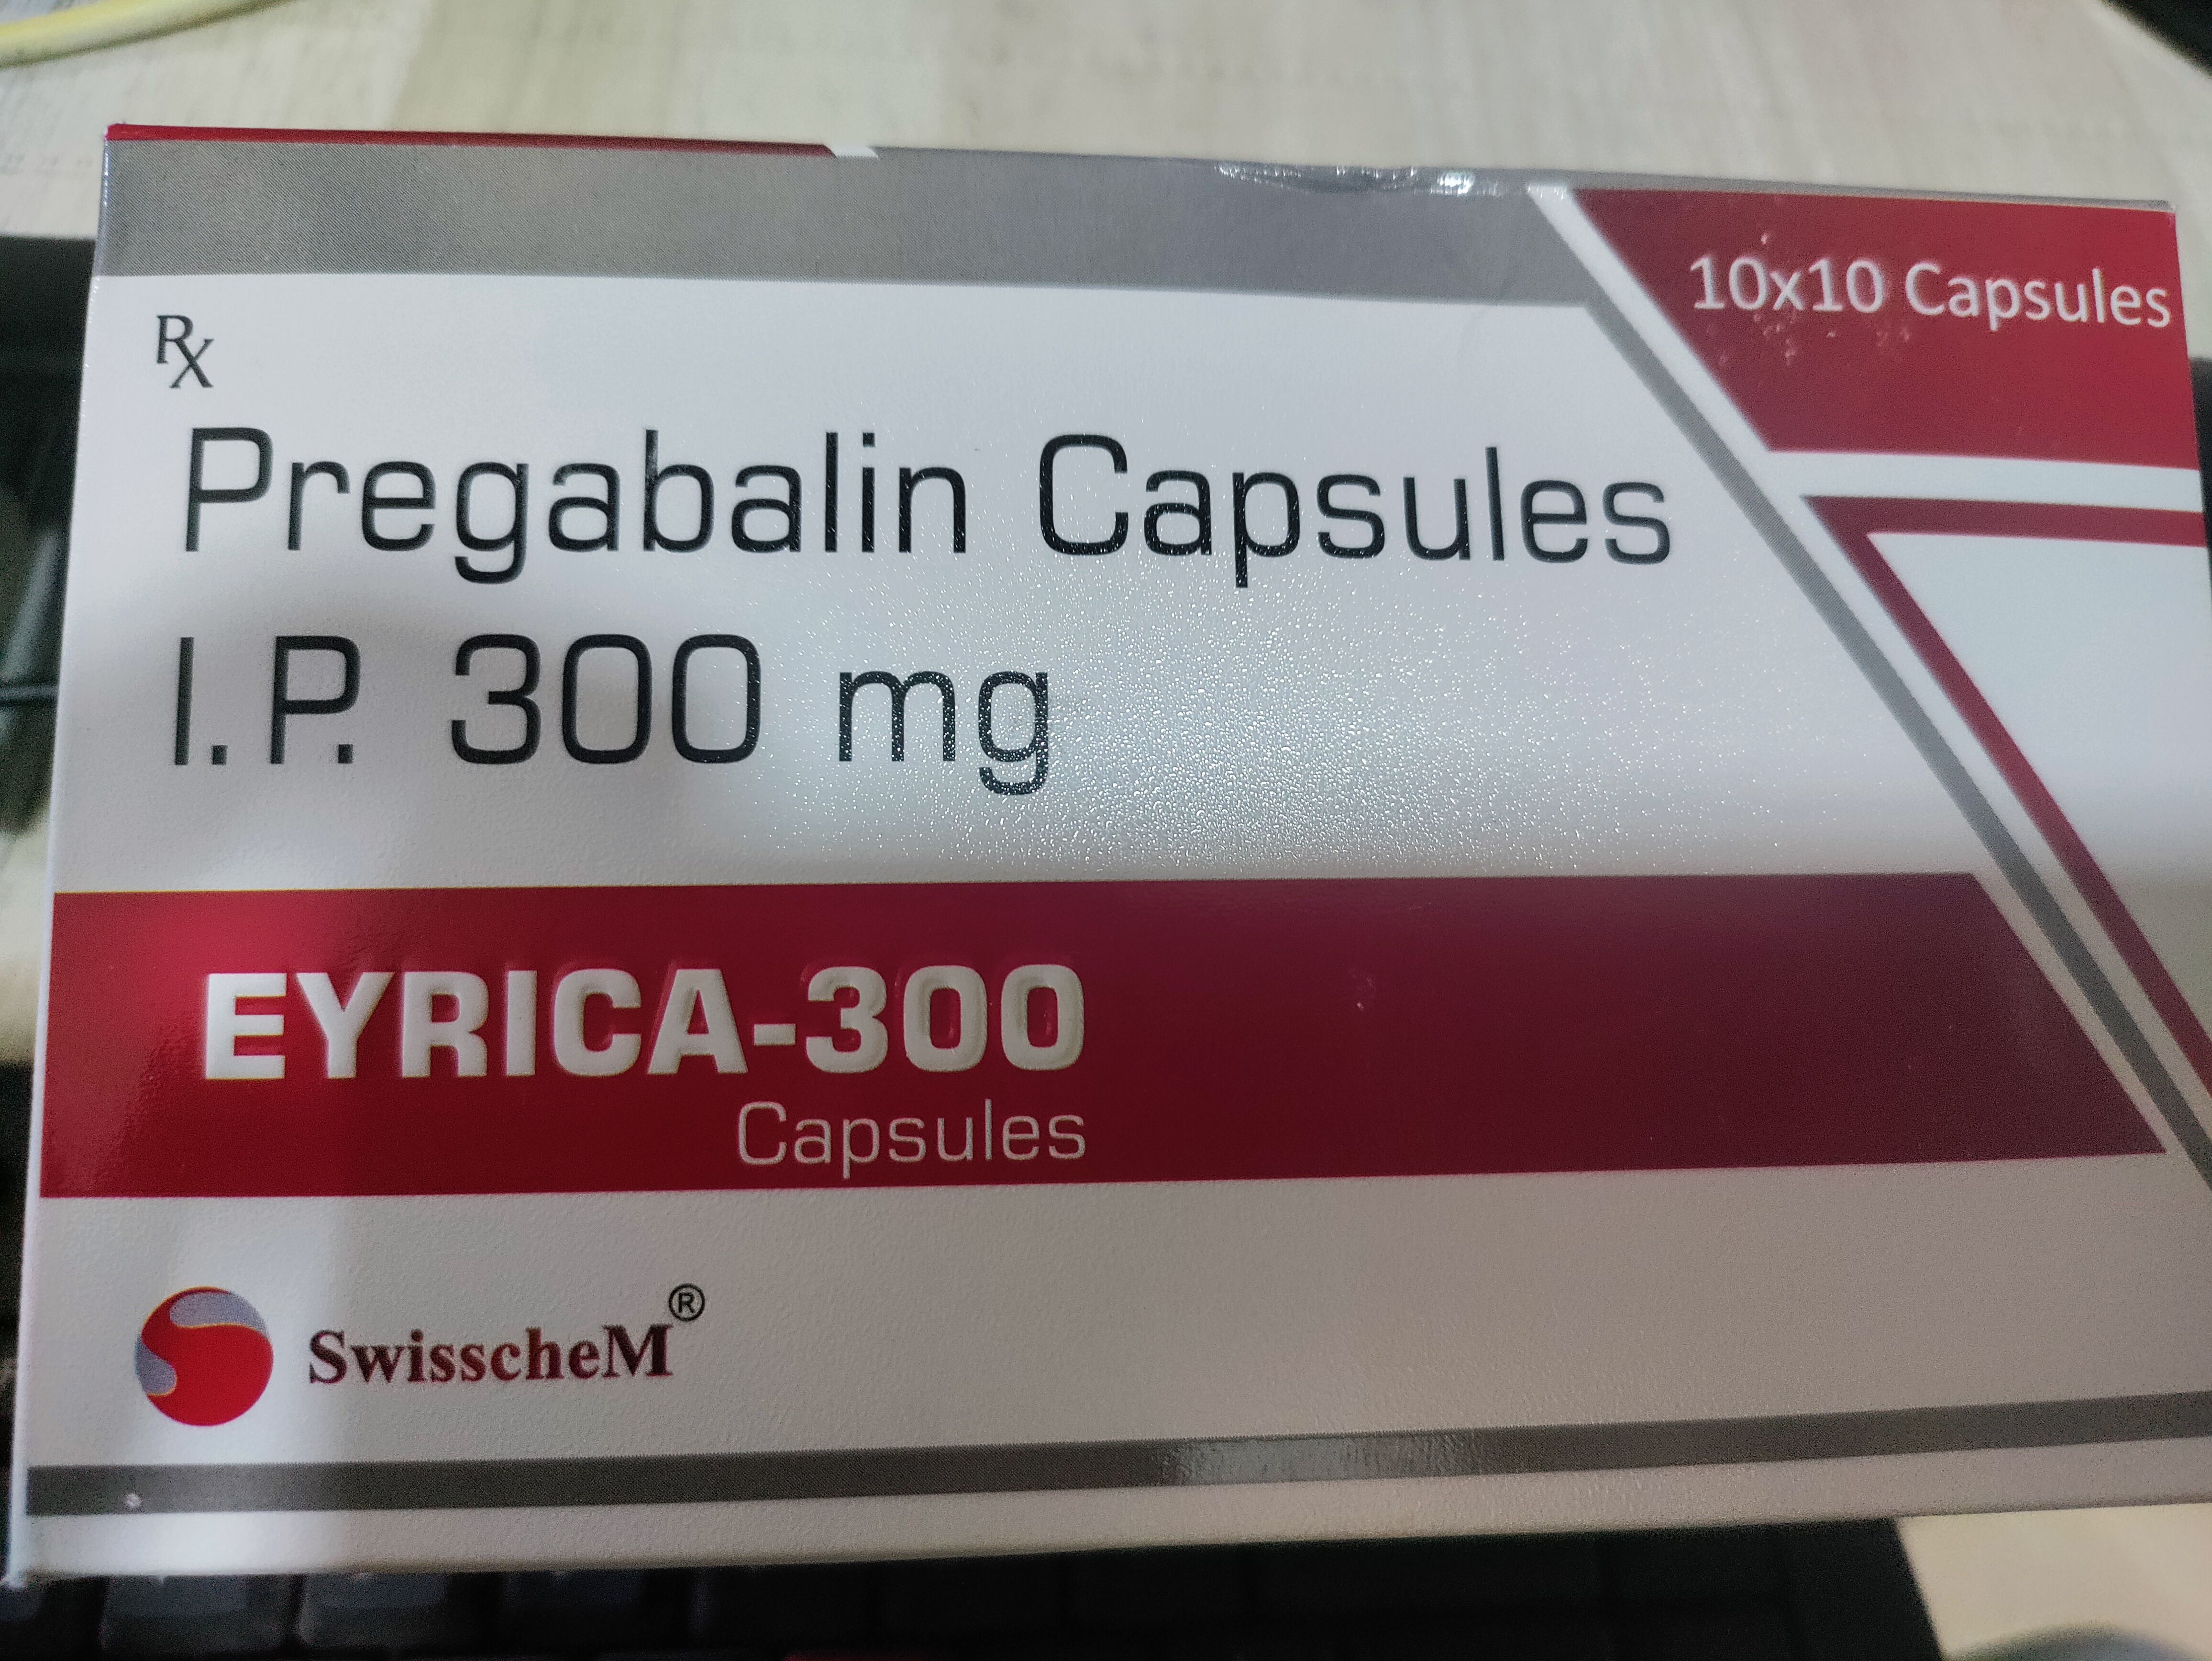 10x10 Capsules
Rx
Pregabalin Capsules
I.P. 300 mg
EYRICA-300
Capsules
SwisscheM®